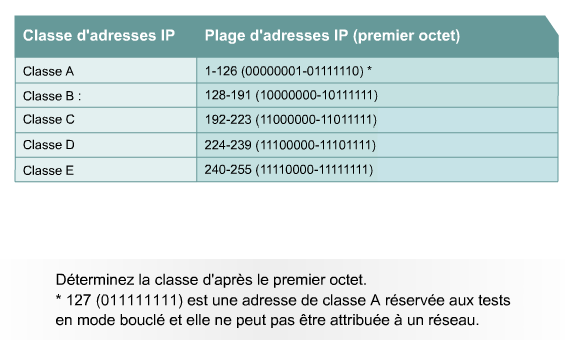 Classe d'adresses IP Plage d'adresses IP (premier octet)
Classe A 1-126 (00000001-01111110) *
Classe B : 128-191 (10000000-10111111)
Classe C 192-223 (11000000-11011111)
Classe D 224-239 (11100000-11101111)
Classe E 240-255 (11110000-11111111)
Déterminez la classe d'après le premier octet.
* 127 (011111111) est une adresse de classe A réservée aux tests
en mode bouclé et elle ne peut pas être attribuée à un réseau.